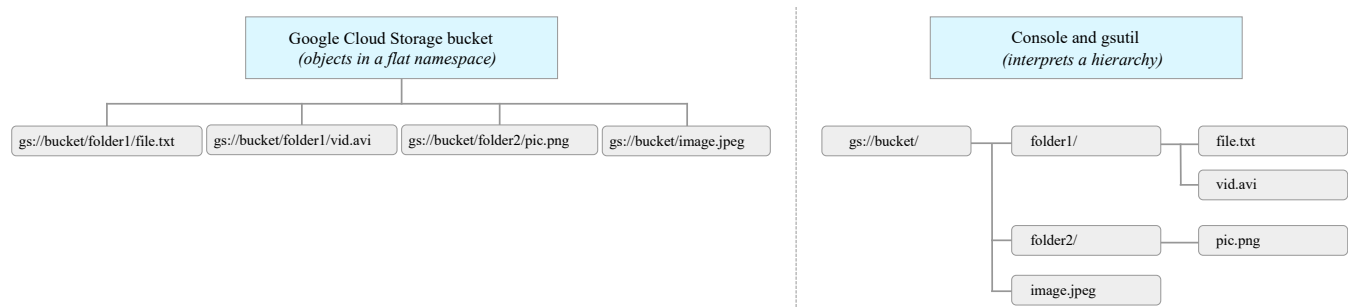 Google Cloud Storage bucket
(objects in a flat namespace)
gs://bucket/folder1/file.txt
gs://bucket/folder1/vid.avi
gs://bucket/folder2/pic.png
gs://bucket/image.jpeg
Console and gsutil
(interprets a hierarchy)
gs://bucket/
folder1/
file.txt
vid.avi
folder2/
pic.png
image.jpeg